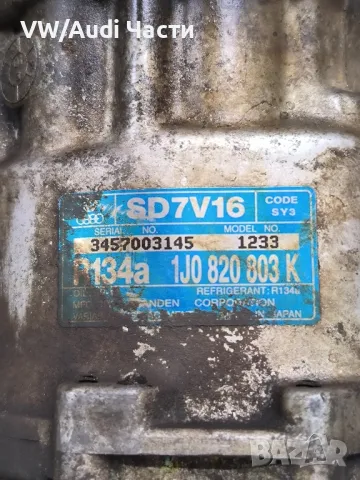 VW/Audi Части
SD7V16
CODE
SY3
SERIAL NO.
MODEL NO.
3457003145
1233
R134a
1J0 820 803 K
REFRIGERANT: R134a
SANDEN CORPORATION
JAPAN
BAZAR